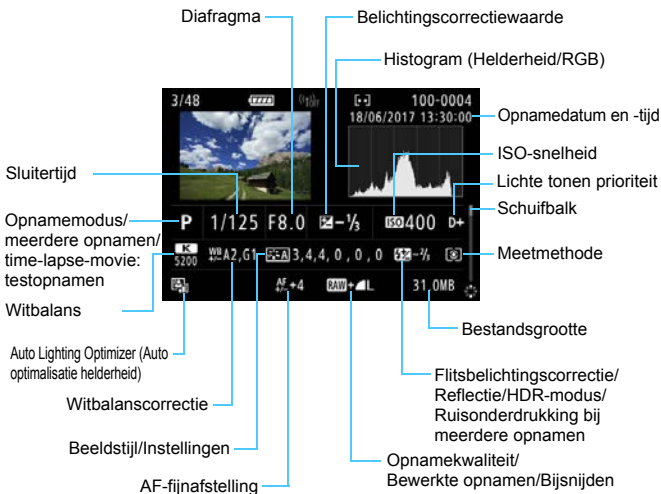 Diafragma
Belichtingscorrectiewaarde
Histogram (Helderheid/RGB)
3/48
100-0004
18/06/2017 13:30:00
Opnamedatum en -tijd
ISO-snelheid
Lichte tonen prioriteit
Sluitertijd
Schuifbalk
P 1/125 F8.0 -⅓ ISO 400 D+
Opnamemodus/
meerdere opnamen/
time-lapse-movie:
testopnamen
Meetmethode
K
5200
WB +/- A2,G1 A 3,4,4,0,0,0 -⅔
AF +/- +4 RAW+L 31.0MB
Witbalans
Bestandsgrootte
Auto Lighting Optimizer (Auto
optimalisatie helderheid)
Flitsbelichtingscorrectie/
Reflectie/HDR-modus/
Ruisonderdrukking bij
meerdere opnamen
Witbalanscorrectie
Beeldstijl/Instellingen
Opnamekwaliteit/
Bewerkte opnamen/Bijsnijden
AF-fijnafstelling